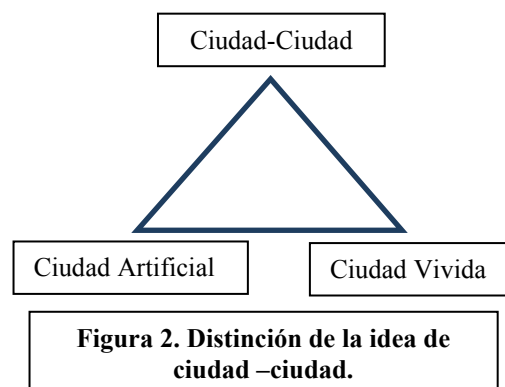 Ciudad-Ciudad
Ciudad Artificial
Ciudad Vivida
Figura 2. Distinción de la idea de
ciudad –ciudad.